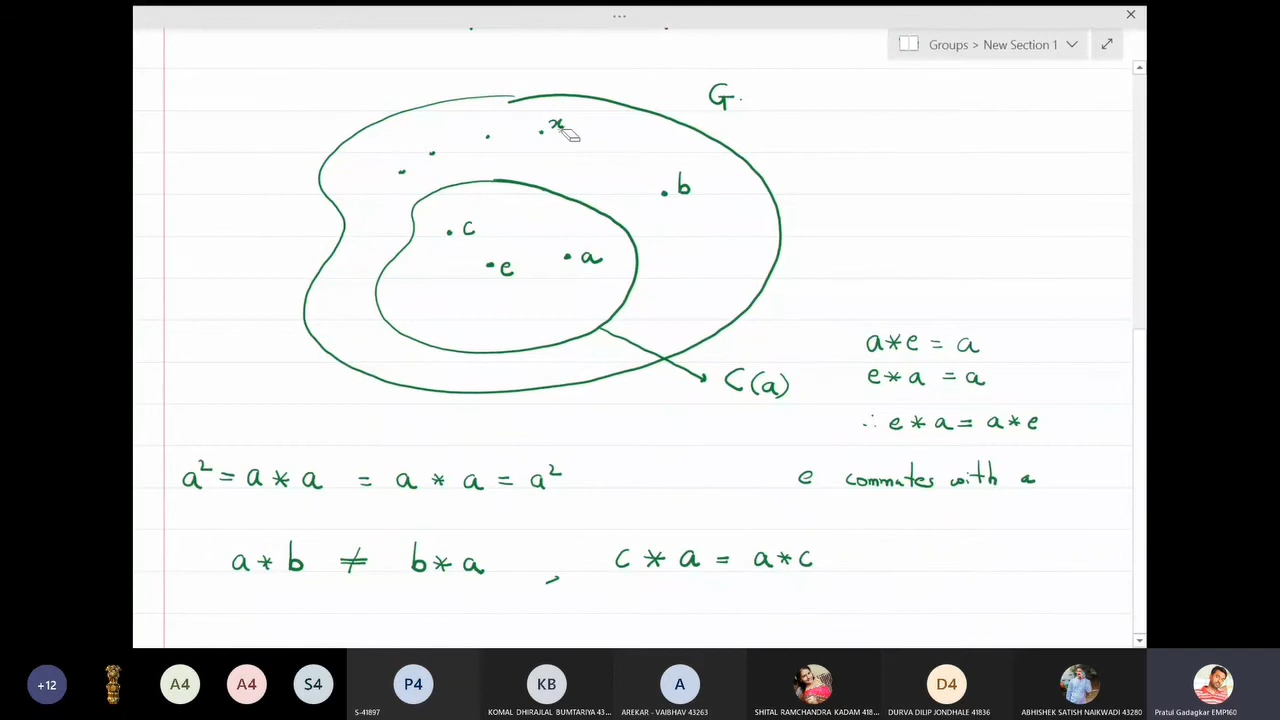 Groups > New Section 1
G.
x
b
c
a
e
C(a)
a*e = a
e*a = a
∴ e*a = a*e
a² = a*a = a*a = a²
e commates with a
a*b ≠ b*a , c*a = a*c
+12
A4
A4
S4
P4
KB
A
D4
S-41897
KOMAL DHIRAJLAL BUMTARIYA 43...
AREKAR - VAIBHAV 43263
SHITAL RAMCHANDRA KADAM 418...
DURVA DILIP JONDHALE 41836
ABHISHEK SATISH NAIKWADI 43280
Pratul Gadagkar EMP160